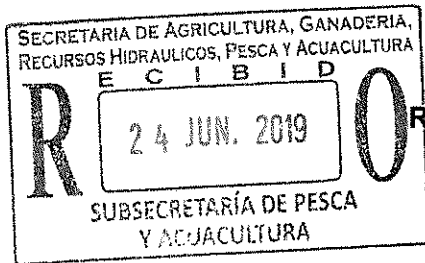 SECRETARIA DE AGRICULTURA, GANADERIA,
RECURSOS HIDRAULICOS, PESCA Y ACUACULTURA
R E C I B I D O
24 JUN. 2019
SUBSECRETARÍA DE PESCA
Y ACUACULTURA
R